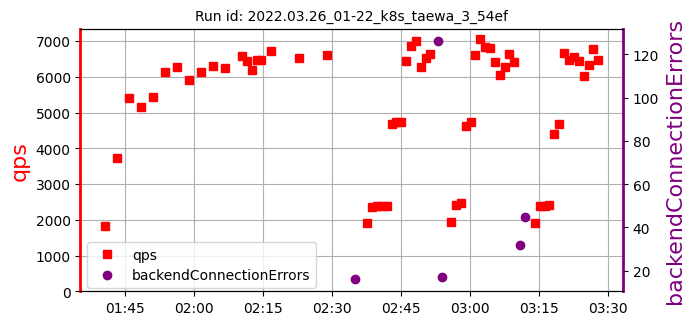 Run id: 2022.03.26_01-22_k8s_taewa_3_54ef
7000
6000
5000
4000
3000
2000
1000
0
qps
120
100
80
60
40
20
backendConnectionErrors
qps
backendConnectionErrors
01:45 02:00 02:15 02:30 02:45 03:00 03:15 03:30